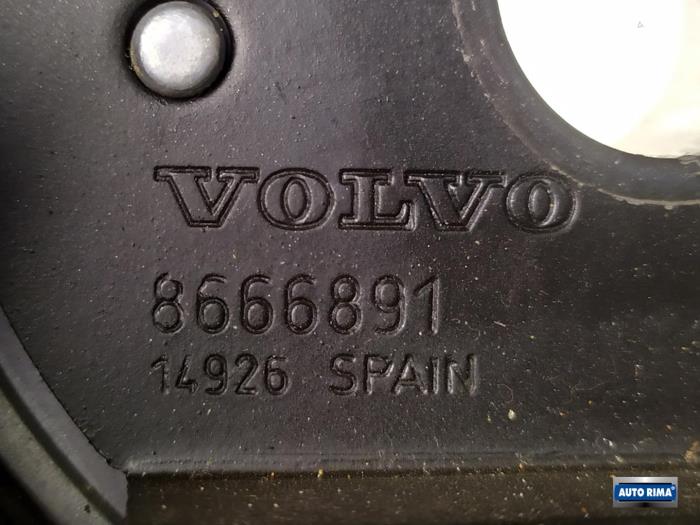 VOLVO
8666891
14926 SPAIN
AUTO RIMA